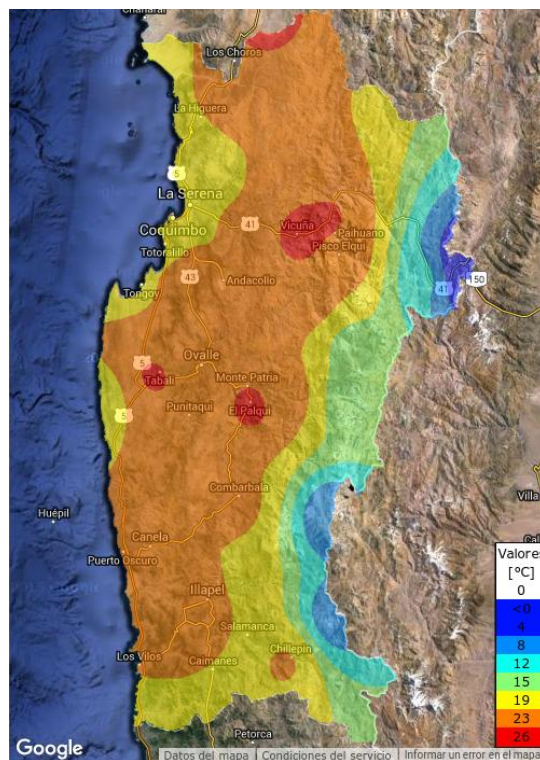 Chañaral
Los Choros
La Higuera
5
La Serena
41
Vicuña
Coquimbo
Paihuano
Pisco Elqui
Totoralillo
43
Andacollo
41
150
Tongoy
Ovalle
5
Tabalí
Monte Patria
Punitaqui
El Palqui
5
Combarbalá
Villa
Huépil
Canela
Puerto Oscuro
Illapel
Salamanca
Chillepín
Los Vilos
Caimanes
Petorca
Valores
[°C]
0
<0
4
8
12
15
19
23
26
Google
Datos del mapa
Condiciones del servicio
Informar un error en el mapa